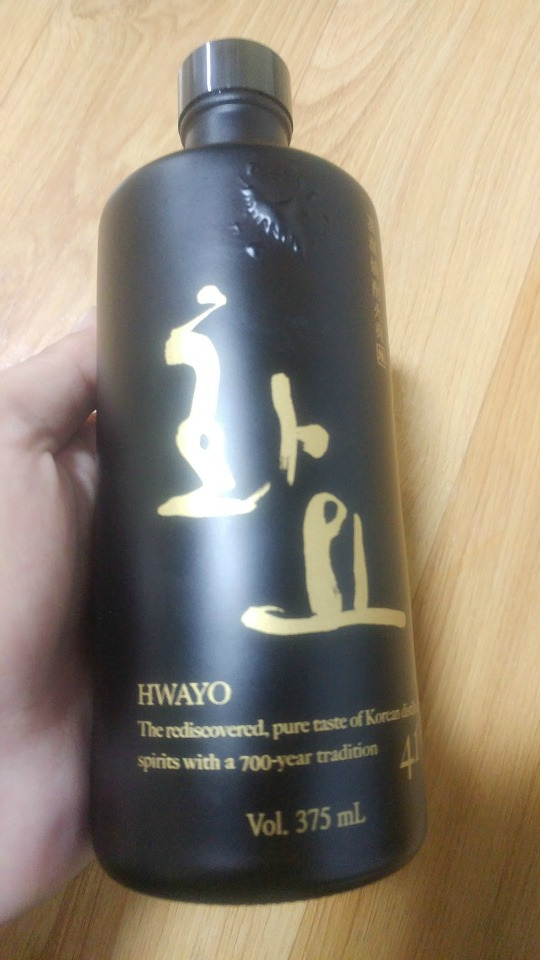 화요
HWAYO
The rediscovered, pure taste of Korean
spirits with a 700-year tradition
Vol. 375 mL